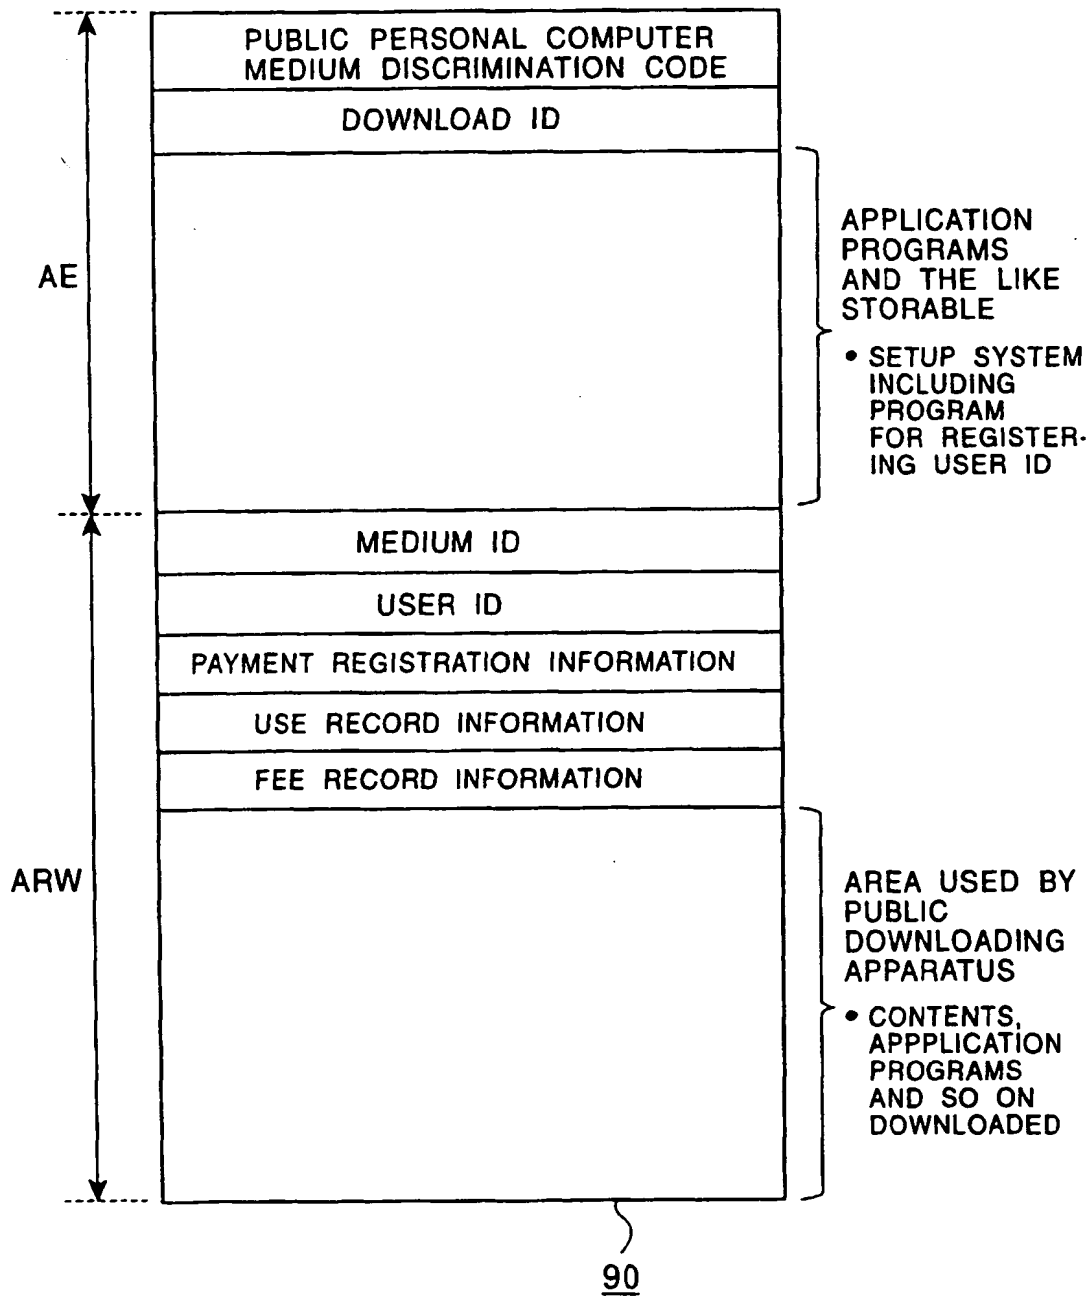 PUBLIC PERSONAL COMPUTER
MEDIUM DISCRIMINATION CODE
DOWNLOAD ID
AE
APPLICATION
PROGRAMS
AND THE LIKE
STORABLE
• SETUP SYSTEM
INCLUDING
PROGRAM
FOR REGISTER-
ING USER ID
MEDIUM ID
USER ID
PAYMENT REGISTRATION INFORMATION
USE RECORD INFORMATION
FEE RECORD INFORMATION
ARW
AREA USED BY
PUBLIC
DOWNLOADING
APPARATUS
• CONTENTS,
APPPLICATION
PROGRAMS
AND SO ON
DOWNLOADED
90